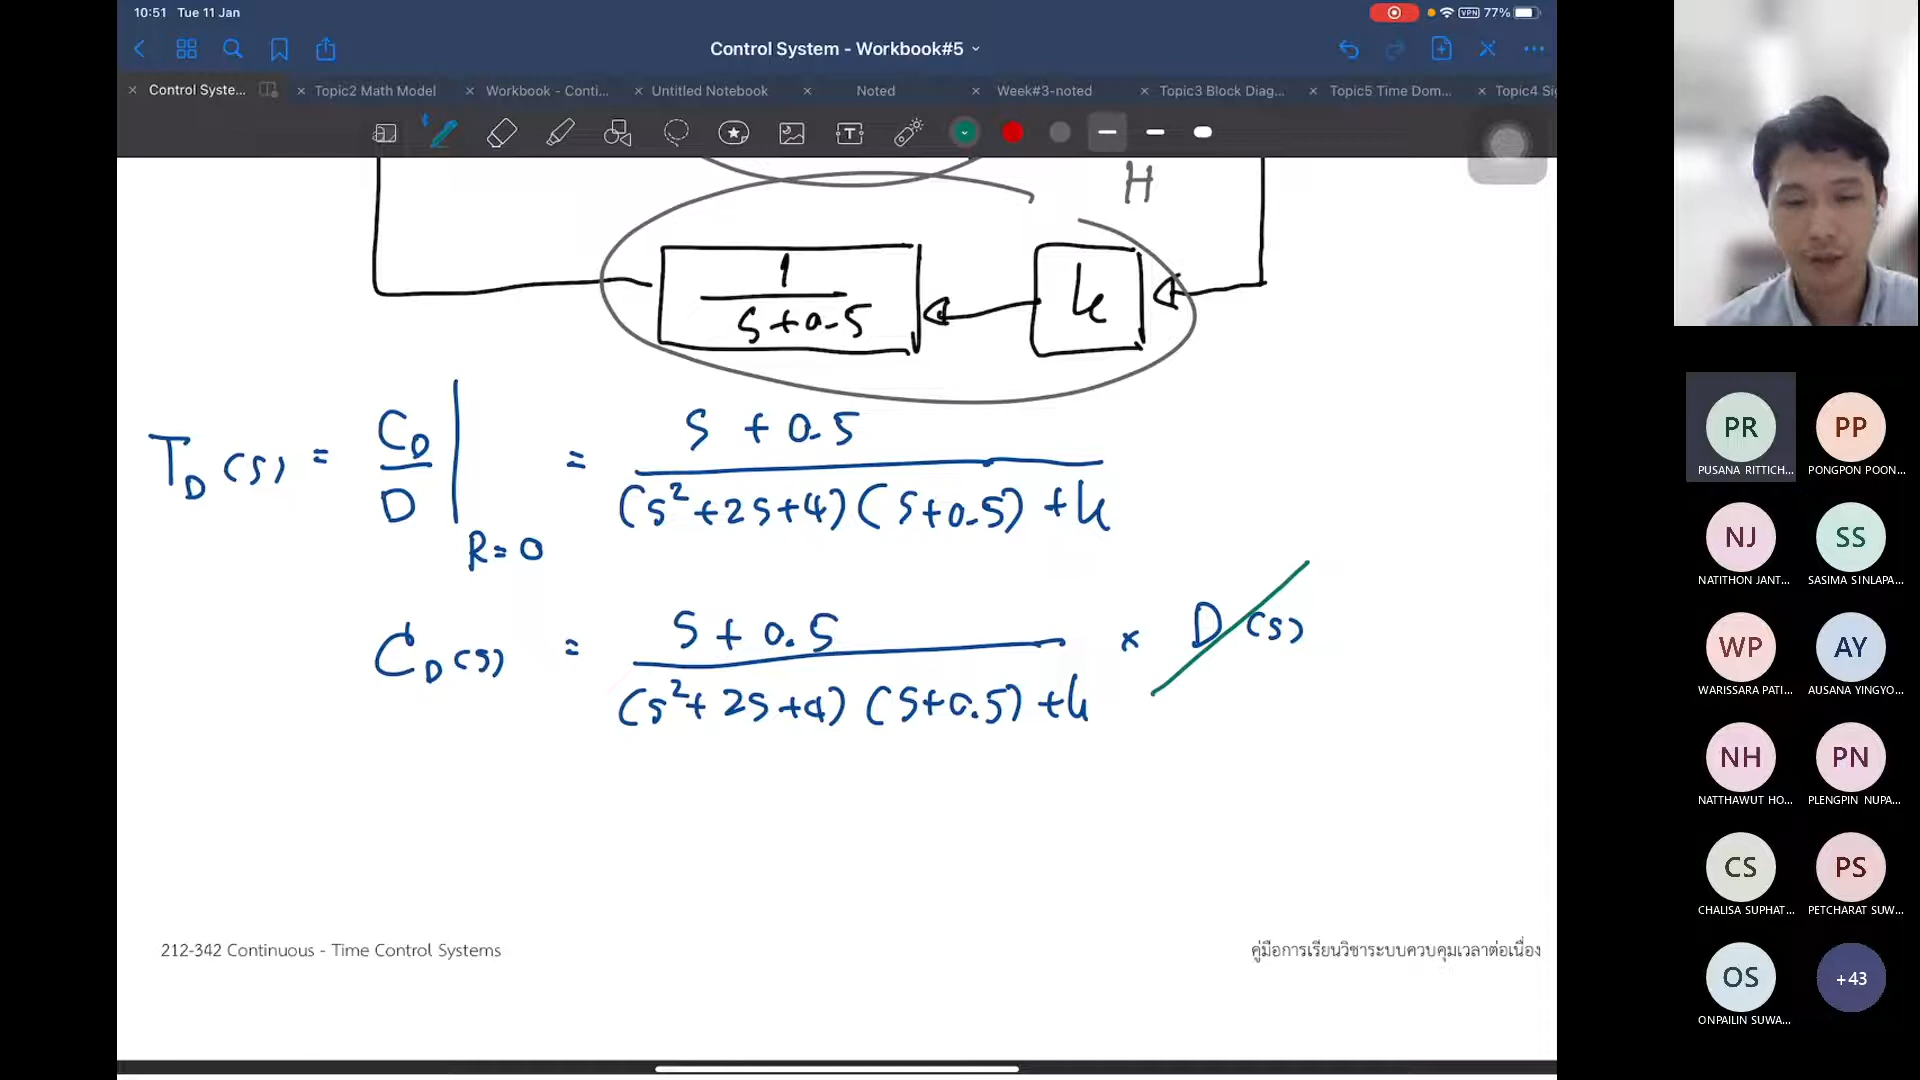 10:51 Tue 11 Jan
VPN 77%
Control System - Workbook#5
Control Syste...
Topic2 Math Model
Workbook - Conti...
Untitled Notebook
Noted
Week#3-noted
Topic3 Block Diag...
Topic5 Time Dom...
Topic4 Si
H
1
S+0.5
k
T_D(s) = C_D/D | R=0 = (S + 0.5)/((s²+2s+4)(s+0.5)+k)
C_D(s) = (S + 0.5)/((s²+2s+4)(s+0.5)+k) × D(s)
212-342 Continuous - Time Control Systems
คู่มือการเรียนวิชาระบบควบคุมเวลาต่อเนื่อง
PR
PP
PUSANA RITTICH...
PONGPON POON...
NJ
SS
NATITHON JANT...
SASIMA SINLAPA...
WP
AY
WARISSARA PATI...
AUSANA YINGYO...
NH
PN
NATTHAWUT HO...
PLENGPIN NUPA...
CS
PS
CHALISA SUPHAT...
PETCHARAT SUW...
OS
+43
ONPAILIN SUWA...